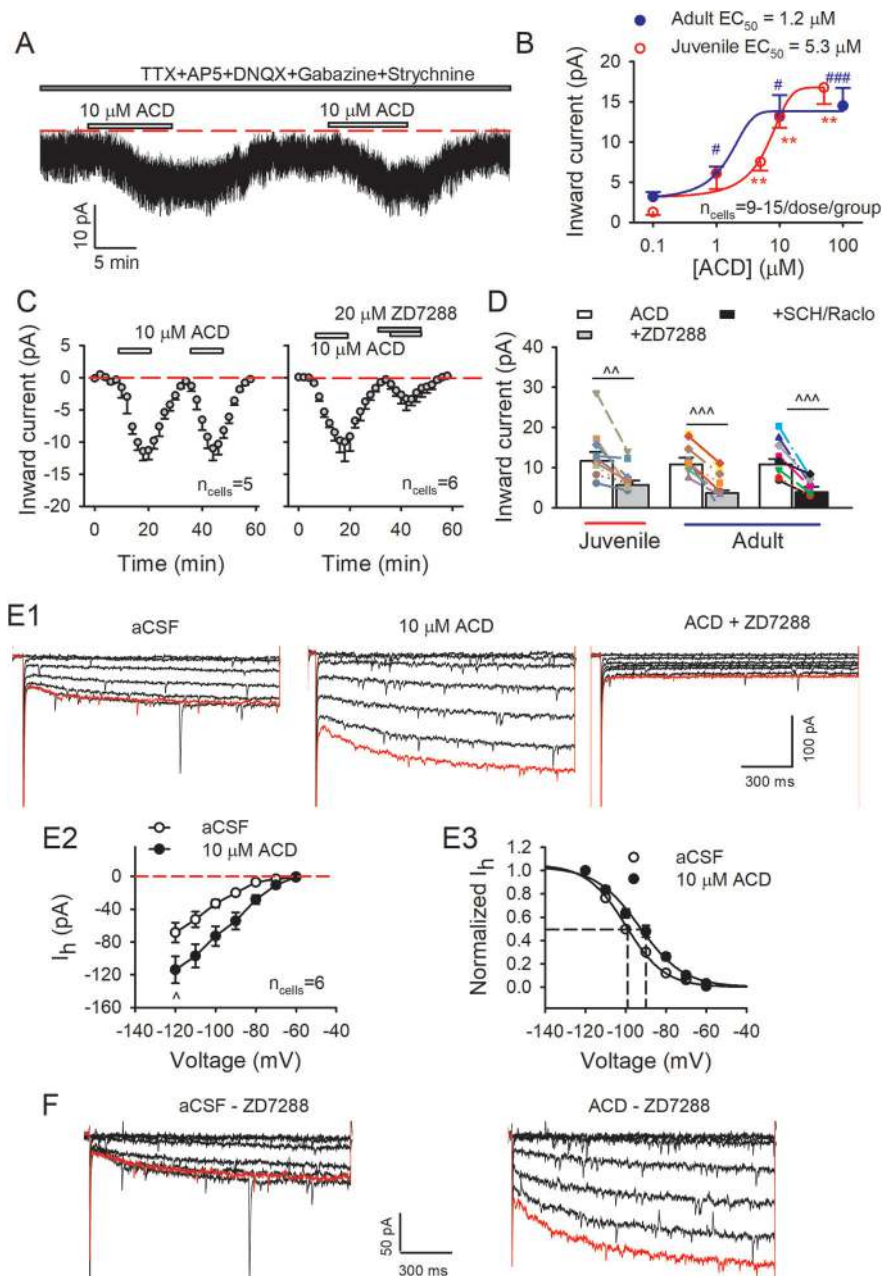 A
TTX+AP5+DNQX+Gabazine+Strychnine
10 μM ACD
10 μM ACD
10 pA
5 min
B
Adult EC50 = 1.2 μM
Juvenile EC50 = 5.3 μM
Inward current (pA)
20
15
10
5
0
#
#
###
**
**
**
ncells=9-15/dose/group
0.1
1
10
100
[ACD] (μM)
C
Inward current (pA)
5
0
-5
-10
-15
-20
10 μM ACD
ncells=5
0 20 40 60
Time (min)
20 μM ZD7288
10 μM ACD
ncells=6
0 20 40 60
Time (min)
D
ACD
+ZD7288
+SCH/Raclo
Inward current (pA)
40
30
20
10
0
^^
^^^
^^^
Juvenile
Adult
E1
aCSF
10 μM ACD
ACD + ZD7288
100 pA
300 ms
E2
aCSF
10 μM ACD
Ih (pA)
0
-40
-80
-120
-160
^
ncells=6
-140 -120 -100 -80 -60 -40
Voltage (mV)
E3
aCSF
10 μM ACD
Normalized Ih
1.2
1.0
0.8
0.6
0.4
0.2
0.0
-140 -120 -100 -80 -60 -40
Voltage (mV)
F
aCSF - ZD7288
ACD - ZD7288
50 pA
300 ms